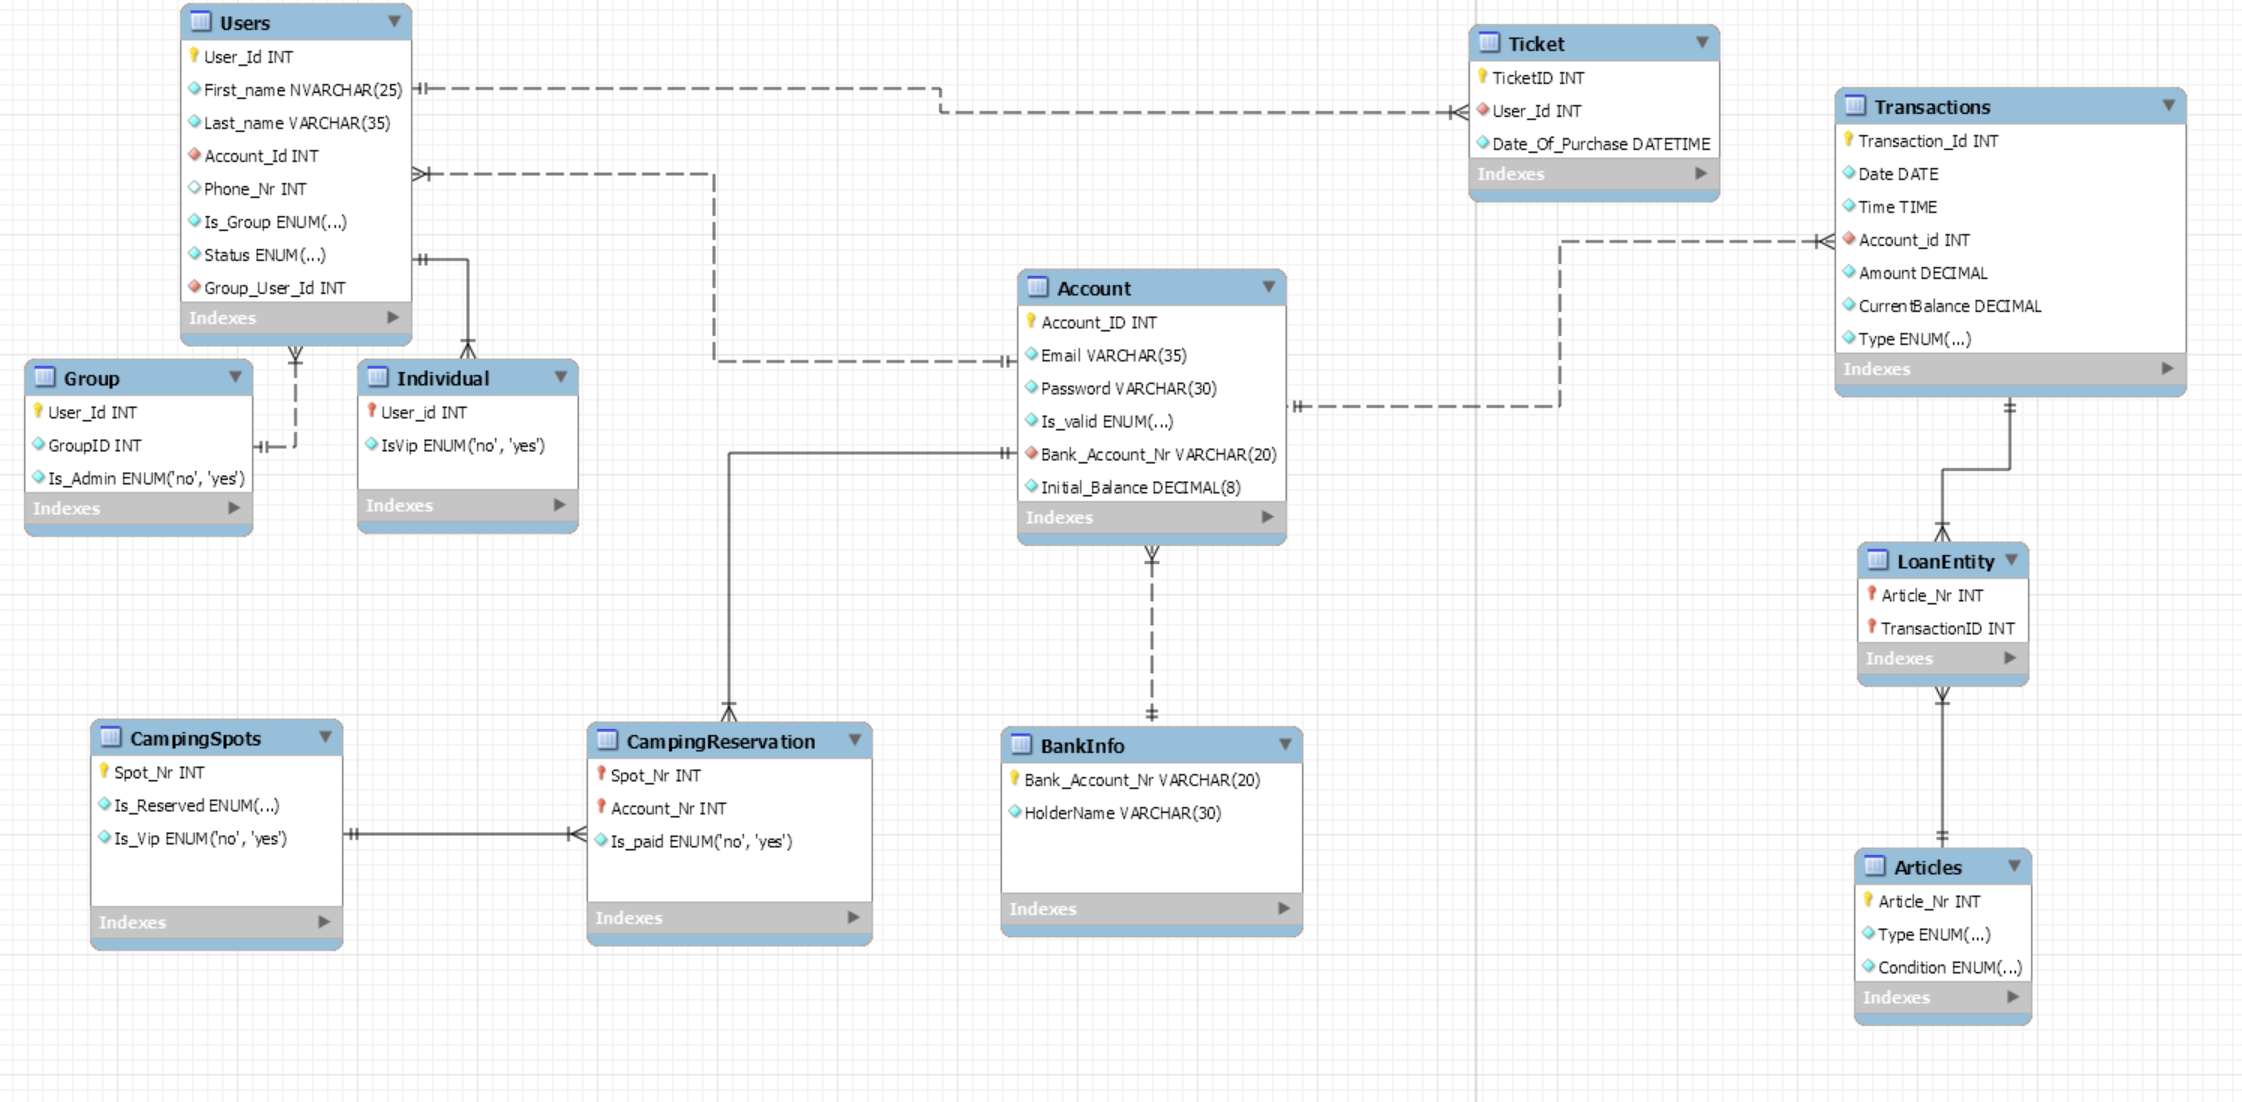 Users
User_Id INT
First_name NVARCHAR(25)
Last_name VARCHAR(35)
Account_Id INT
Phone_Nr INT
Is_Group ENUM(...)
Status ENUM(...)
Group_User_Id INT
Indexes
Group
User_Id INT
GroupID INT
Is_Admin ENUM('no', 'yes')
Indexes
Individual
User_id INT
IsVip ENUM('no', 'yes')
Indexes
Ticket
TicketID INT
User_Id INT
Date_Of_Purchase DATETIME
Indexes
Transactions
Transaction_Id INT
Date DATE
Time TIME
Account_id INT
Amount DECIMAL
CurrentBalance DECIMAL
Type ENUM(...)
Indexes
Account
Account_ID INT
Email VARCHAR(35)
Password VARCHAR(30)
Is_valid ENUM(...)
Bank_Account_Nr VARCHAR(20)
Initial_Balance DECIMAL(8)
Indexes
LoanEntity
Article_Nr INT
TransactionID INT
Indexes
CampingSpots
Spot_Nr INT
Is_Reserved ENUM(...)
Is_Vip ENUM('no', 'yes')
Indexes
CampingReservation
Spot_Nr INT
Account_Nr INT
Is_paid ENUM('no', 'yes')
Indexes
BankInfo
Bank_Account_Nr VARCHAR(20)
HolderName VARCHAR(30)
Indexes
Articles
Article_Nr INT
Type ENUM(...)
Condition ENUM(...)
Indexes